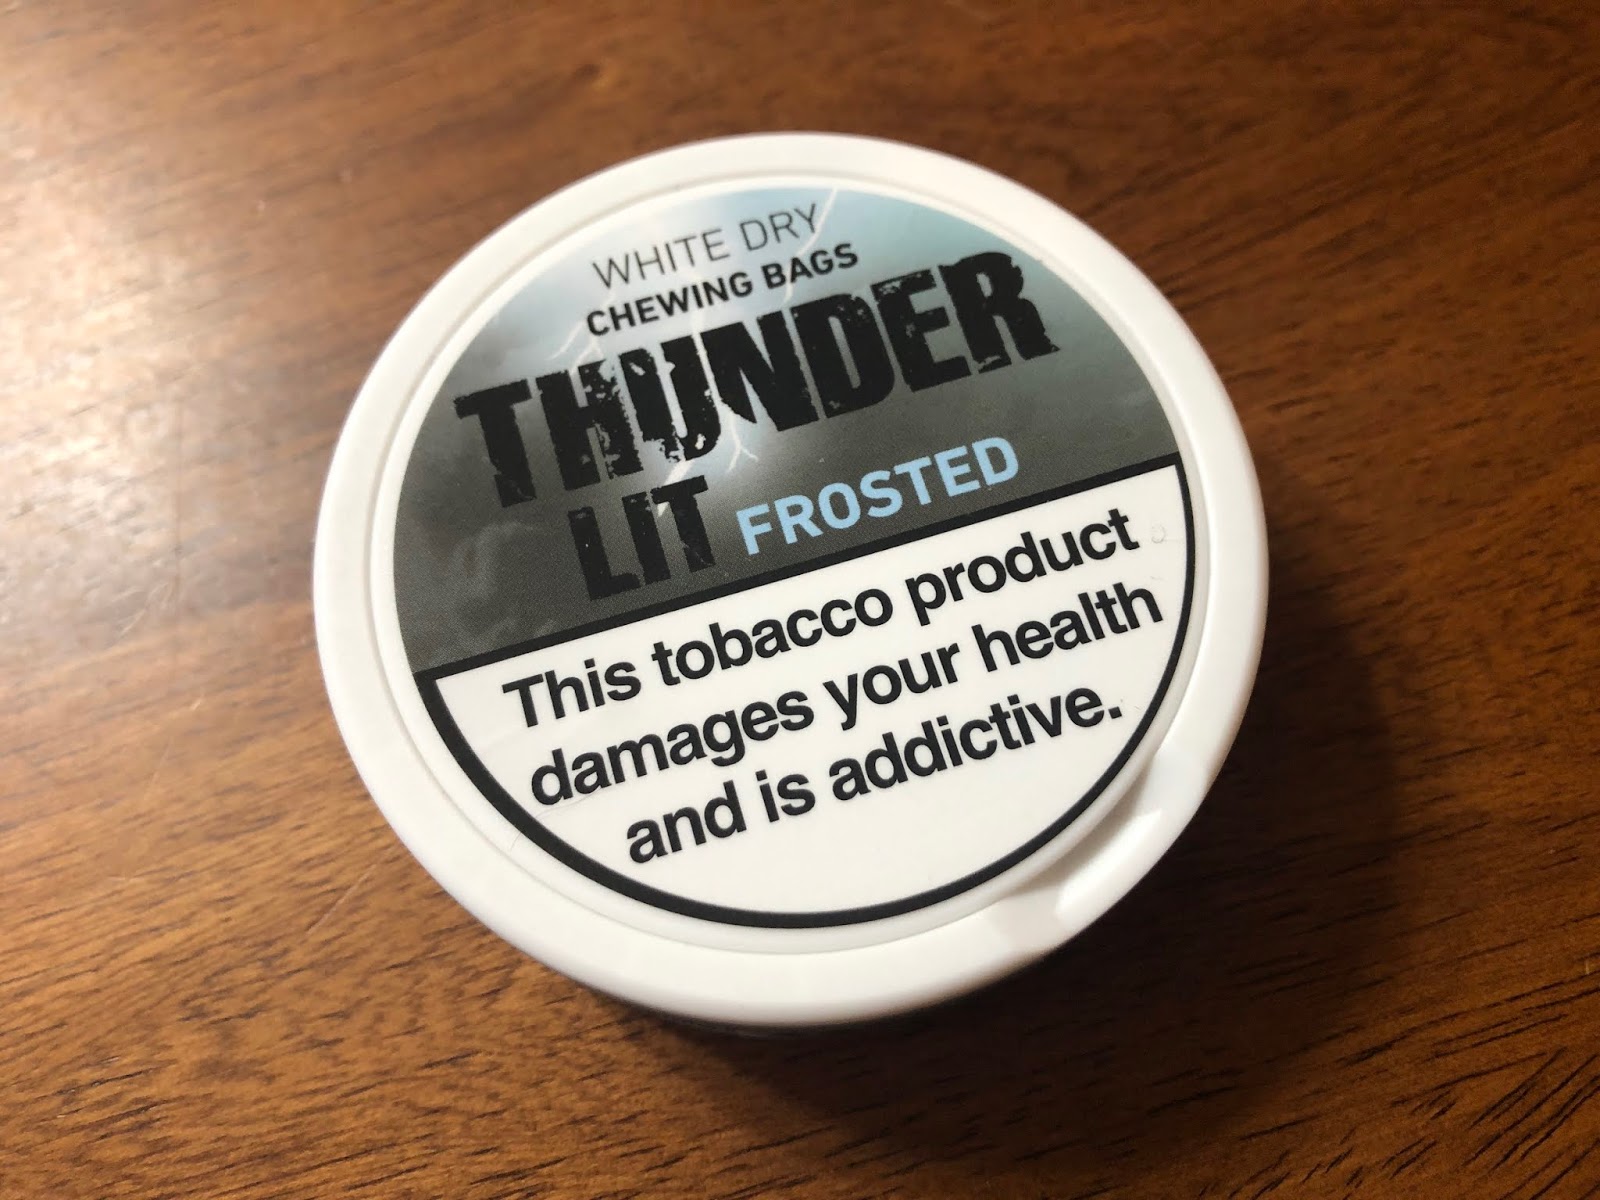 WHITE DRY
CHEWING BAGS
THUNDER
LIT FROSTED
This tobacco product
damages your health
and is addictive.